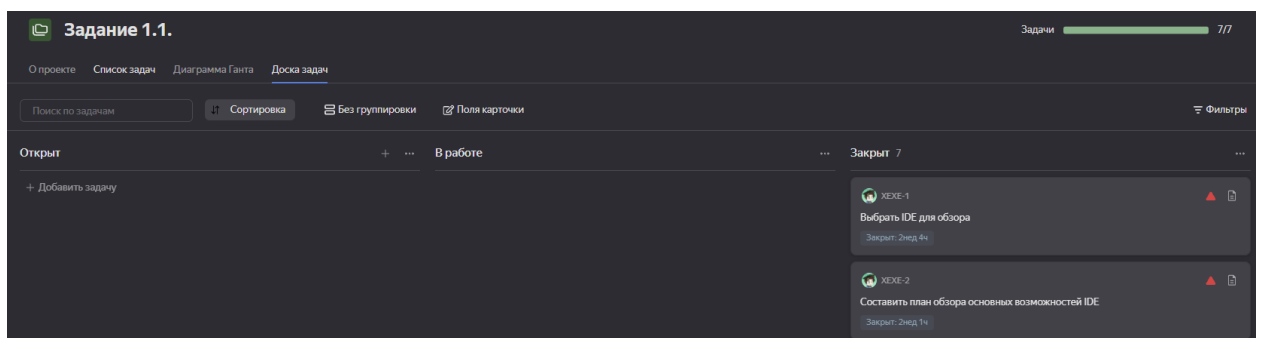 Задание 1.1.
Задачи 7/7
О проекте Список задач Диаграмма Ганта Доска задач
Поиск по задачам Сортировка Без группировки Поля карточки Фильтры
Открыт + ... В работе ... Закрыт 7 ...
+ Добавить задачу
XEXE-1
Выбрать IDE для обзора
Закрыт: 2нед 4ч
XEXE-2
Составить план обзора основных возможностей IDE
Закрыт: 2нед 1ч